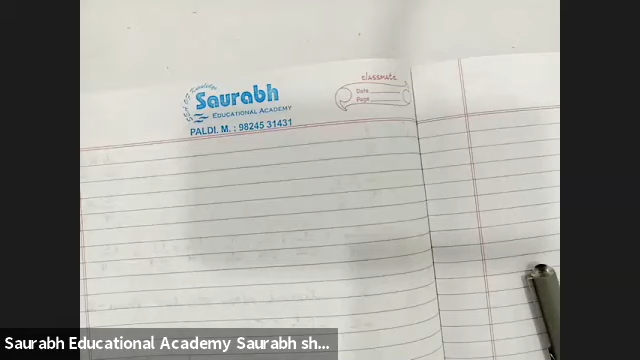 classmate
Saurabh
EDUCATIONAL ACADEMY
Date
Page
PALDI. M. : 98245 31431
Saurabh Educational Academy Saurabh sh...